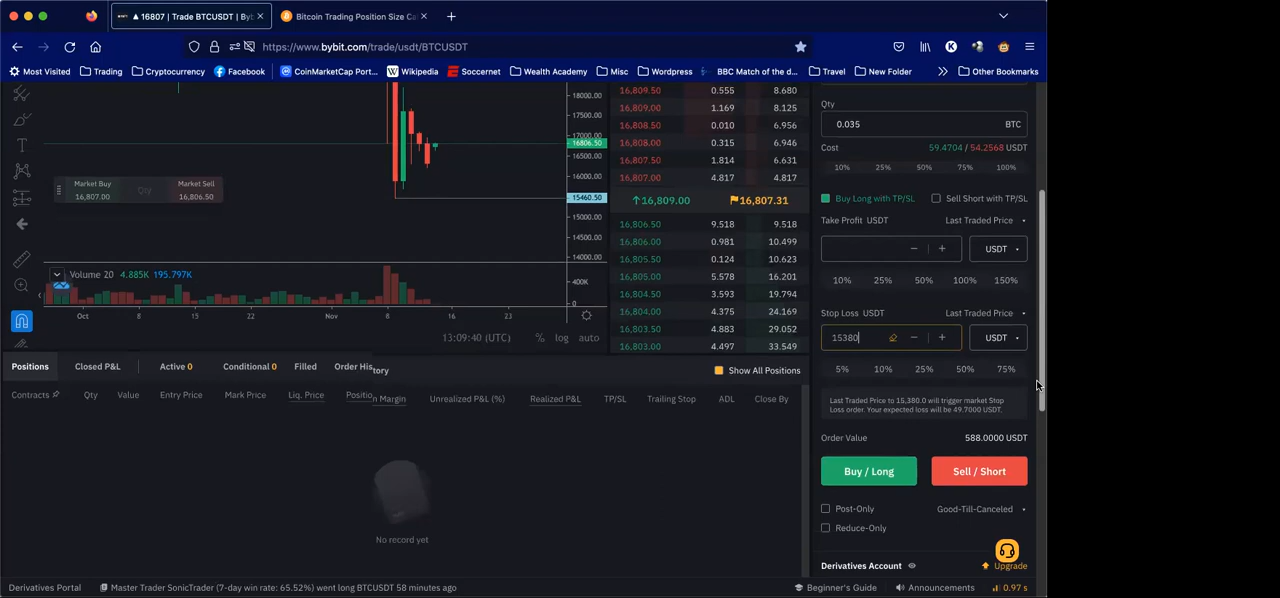 ▲ 16807 | Trade BTCUSDT | Byb
Bitcoin Trading Position Size Ca
https://www.bybit.com/trade/usdt/BTCUSDT
Most Visited Trading Cryptocurrency Facebook CoinMarketCap Port... Wikipedia Soccernet Wealth Academy Misc Wordpress BBC Match of the d... Travel New Folder Other Bookmarks
18000.00
17500.00
17000.00
16806.50
16500.00
16000.00
15460.50
15000.00
14500.00
14000.00
400K
0
Market Buy Qty Market Sell
16,807.00 16,806.50
Volume 20 4.885K 195.797K
Oct 8 15 22 Nov 8 16 23
13:09:40 (UTC) % log auto
16,809.50 0.555 8.680
16,809.00 1.169 8.125
16,808.50 0.010 6.956
16,808.00 0.315 6.946
16,807.50 1.814 6.631
16,807.00 4.817 4.817
↑16,809.00 16,807.31
16,806.50 9.518 9.518
16,806.00 0.981 10.499
16,805.50 0.124 10.623
16,805.00 5.578 16.201
16,804.50 3.593 19.794
16,804.00 4.375 24.169
16,803.50 4.883 29.052
16,803.00 4.497 33.549
Qty
0.035 BTC
Cost 59.4704 / 54.2568 USDT
10% 25% 50% 75% 100%
Buy Long with TP/SL Sell Short with TP/SL
Take Profit USDT Last Traded Price
− + USDT
10% 25% 50% 100% 150%
Stop Loss USDT Last Traded Price
15380 − + USDT
5% 10% 25% 50% 75%
Last Traded Price to 15,380.0 will trigger market Stop
Loss order. Your expected loss will be 49.7000 USDT.
Order Value 588.0000 USDT
Buy / Long Sell / Short
Post-Only Good-Till-Canceled
Reduce-Only
Derivatives Account Upgrade
Positions Closed P&L Active 0 Conditional 0 Filled Order His tory Show All Positions
Contracts Qty Value Entry Price Mark Price Liq. Price Positio n Margin Unrealized P&L (%) Realized P&L TP/SL Trailing Stop ADL Close By
No record yet
Derivatives Portal Master Trader SonicTrader (7-day win rate: 65.52%) went long BTCUSDT 58 minutes ago Beginner's Guide Announcements 0.97 s